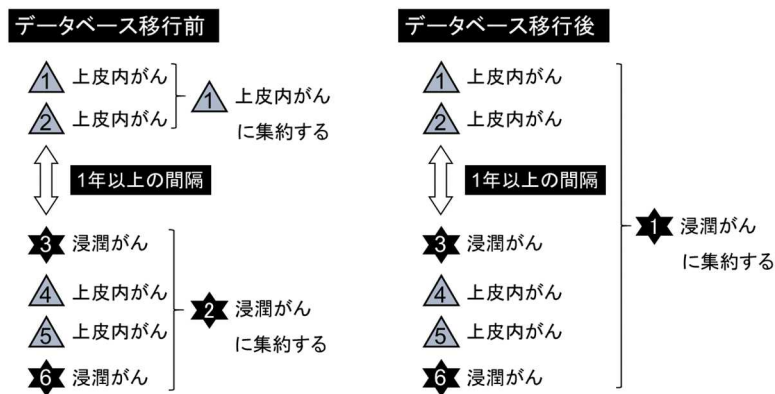 データベース移行前
1 上皮内がん
2 上皮内がん
1 上皮内がん
に集約する
1年以上の間隔
3 浸潤がん
4 上皮内がん
5 上皮内がん
6 浸潤がん
2 浸潤がん
に集約する
データベース移行後
1 上皮内がん
2 上皮内がん
1年以上の間隔
3 浸潤がん
4 上皮内がん
5 上皮内がん
6 浸潤がん
1 浸潤がん
に集約する